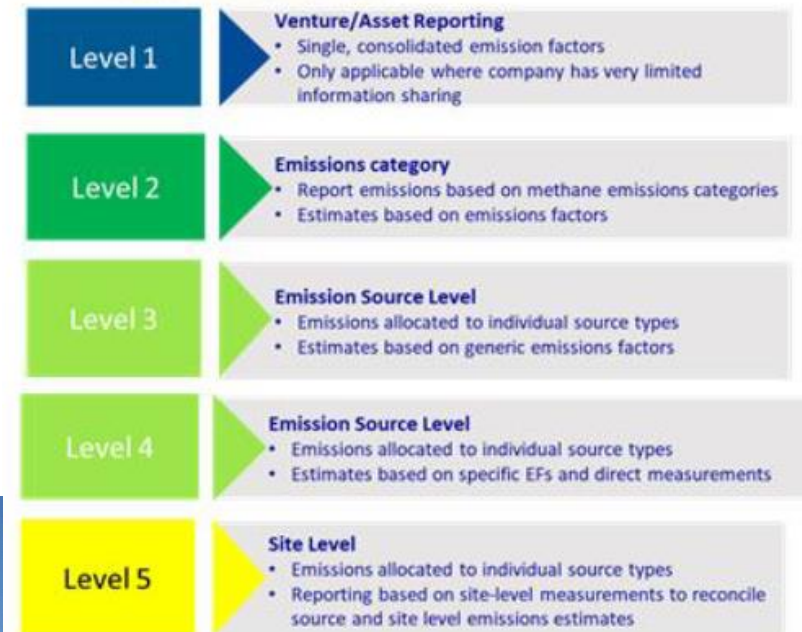 Level 1
Venture/Asset Reporting
• Single, consolidated emission factors
• Only applicable where company has very limited
information sharing
Level 2
Emissions category
• Report emissions based on methane emissions categories
• Estimates based on emissions factors
Level 3
Emission Source Level
• Emissions allocated to individual source types
• Estimates based on generic emissions factors
Level 4
Emission Source Level
• Emissions allocated to individual source types
• Estimates based on specific EFs and direct measurements
Level 5
Site Level
• Emissions allocated to individual source types
• Reporting based on site-level measurements to reconcile
source and site level emissions estimates